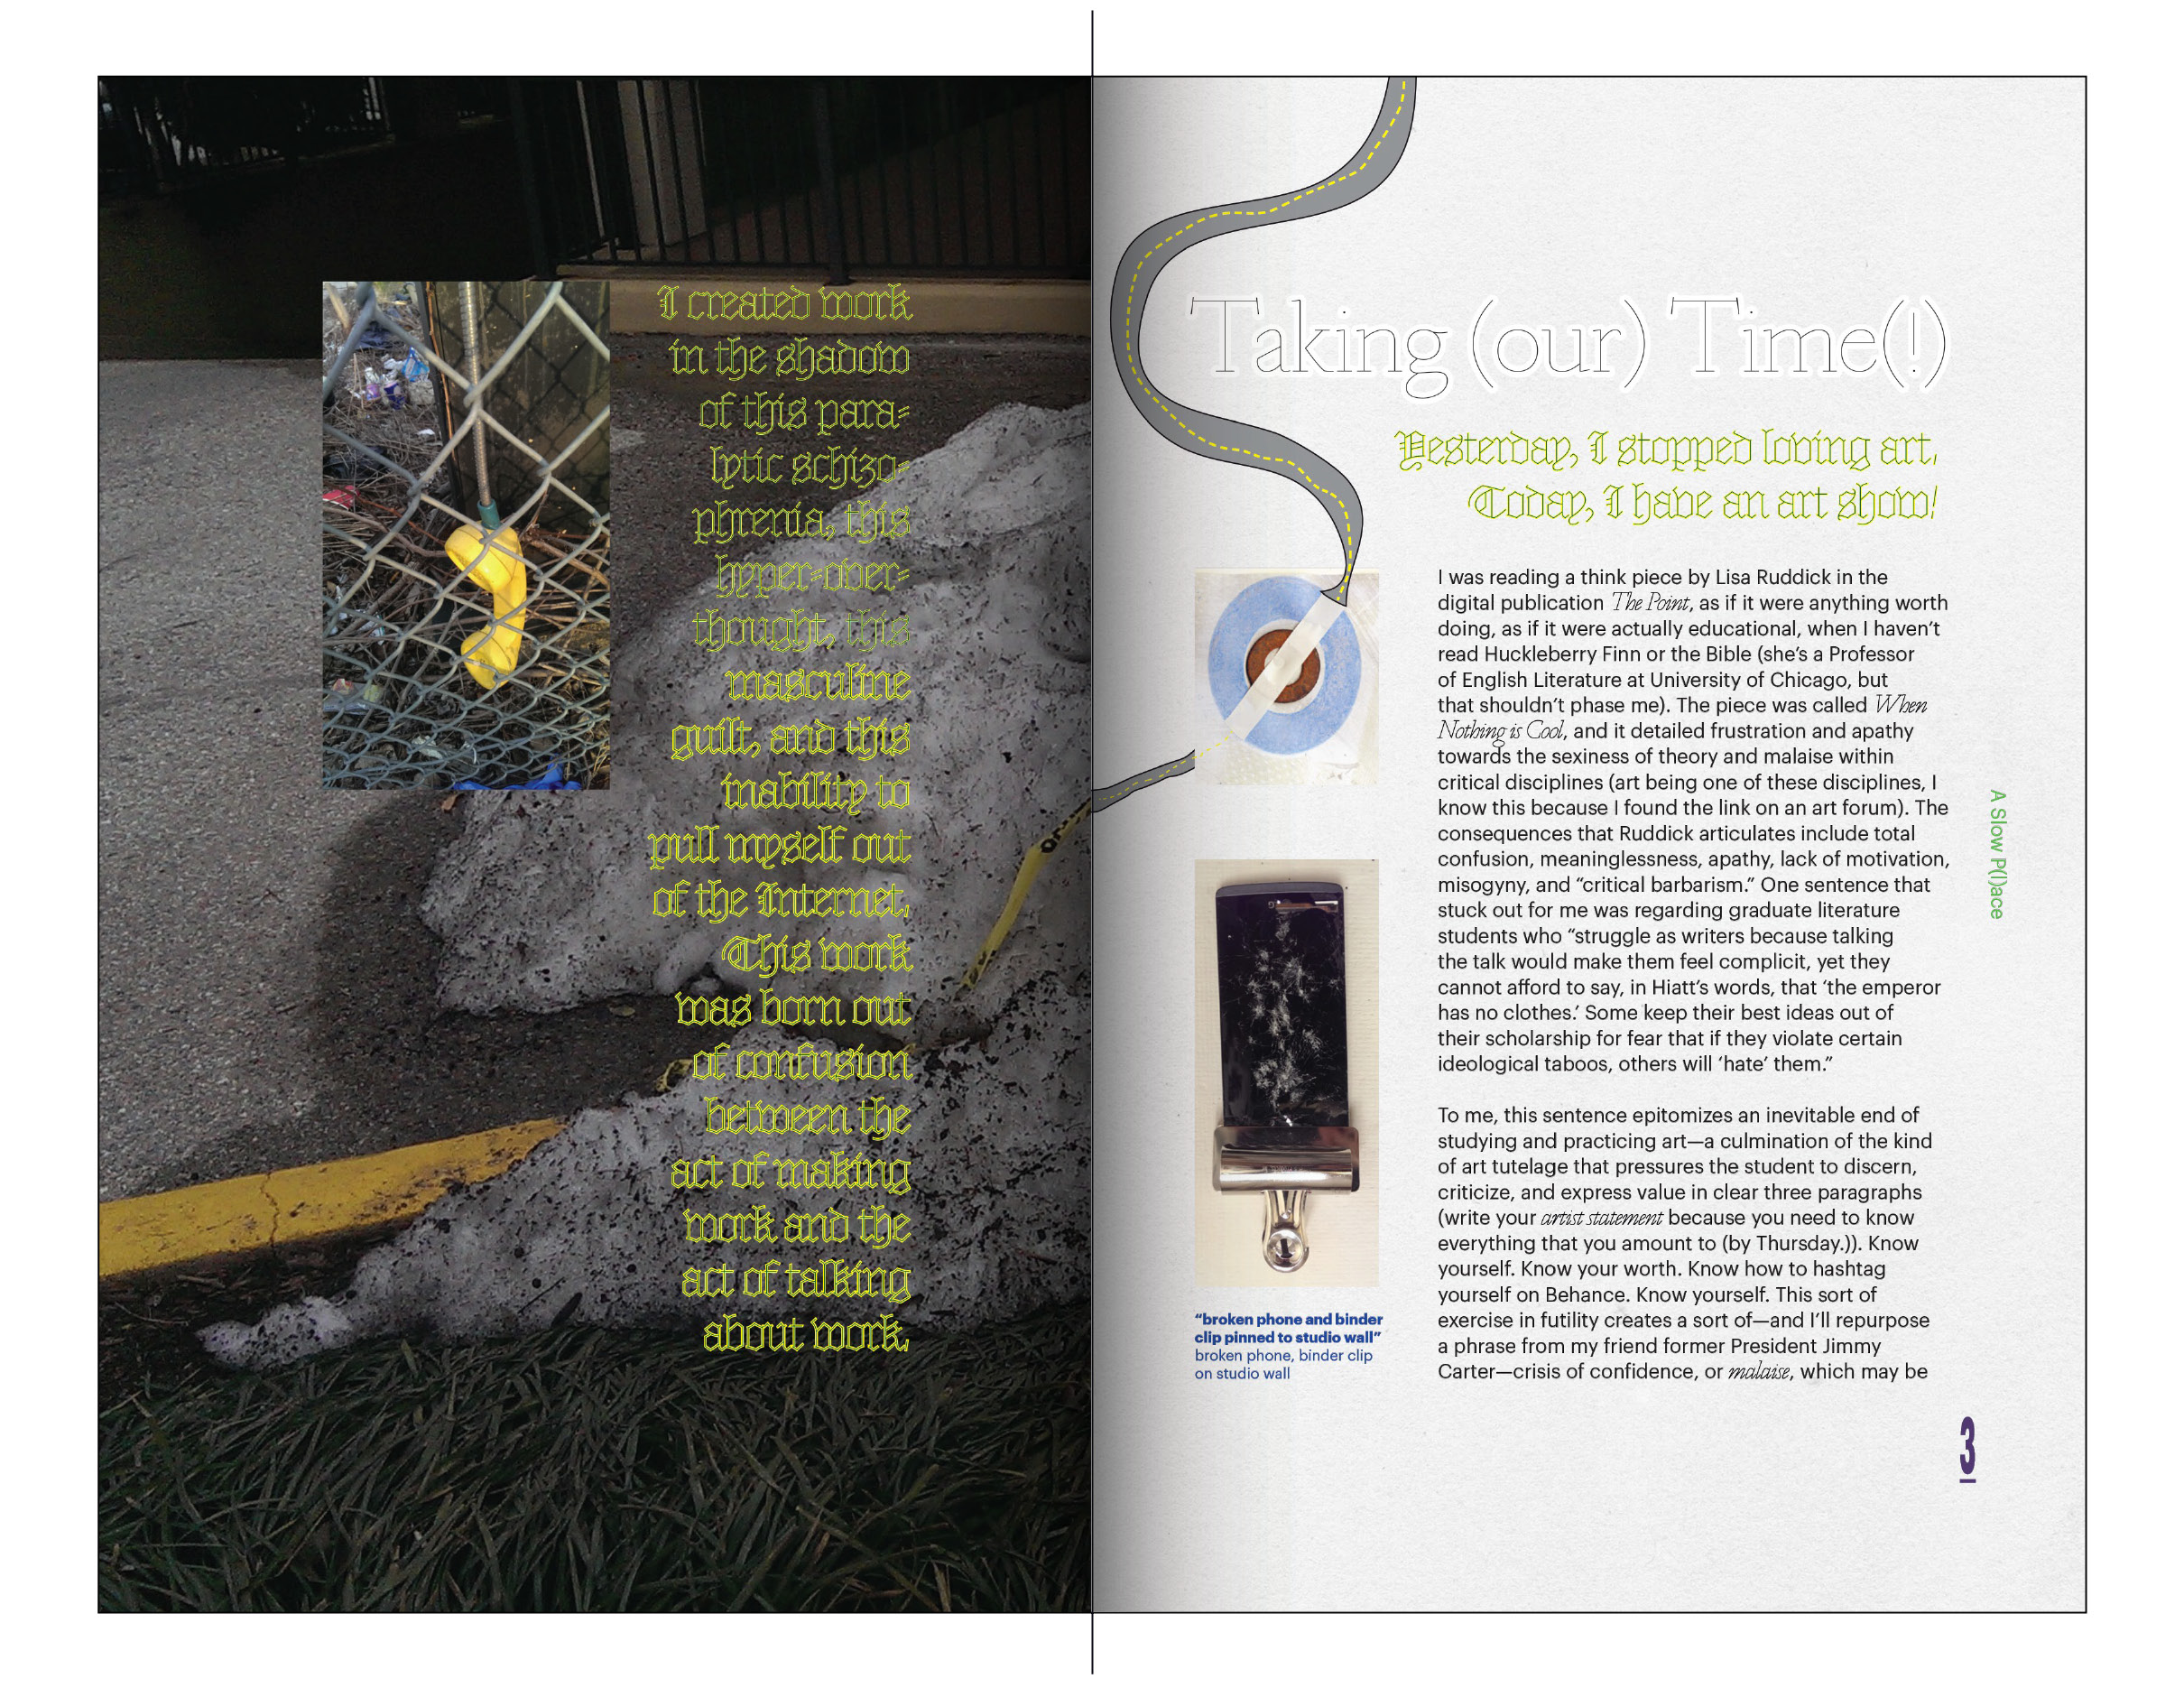 I created work
in the shadow
of this para-
lytic schizo-
phrenia, this
hyper-over-
thought, this
masculine
guilt, and this
inability to
pull myself out
of the Internet.
This work
was born out
of confusion
between the
act of making
work and the
act of talking
about work.
Taking (our) Time(!)
Yesterday, I stopped loving art.
Today, I have an art show!
I was reading a think piece by Lisa Ruddick in the
digital publication The Point, as if it were anything worth
doing, as if it were actually educational, when I haven’t
read Huckleberry Finn or the Bible (she’s a Professor
of English Literature at University of Chicago, but
that shouldn’t phase me). The piece was called When
Nothing is Cool, and it detailed frustration and apathy
towards the sexiness of theory and malaise within
critical disciplines (art being one of these disciplines, I
know this because I found the link on an art forum). The
consequences that Ruddick articulates include total
confusion, meaninglessness, apathy, lack of motivation,
misogyny, and “critical barbarism.” One sentence that
stuck out for me was regarding graduate literature
students who “struggle as writers because talking
the talk would make them feel complicit, yet they
cannot afford to say, in Hiatt’s words, that ‘the emperor
has no clothes.’ Some keep their best ideas out of
their scholarship for fear that if they violate certain
ideological taboos, others will ‘hate’ them.”
To me, this sentence epitomizes an inevitable end of
studying and practicing art—a culmination of the kind
of art tutelage that pressures the student to discern,
criticize, and express value in clear three paragraphs
(write your artist statement because you need to know
everything that you amount to (by Thursday.)). Know
yourself. Know your worth. Know how to hashtag
yourself on Behance. Know yourself. This sort of
exercise in futility creates a sort of—and I’ll repurpose
a phrase from my friend former President Jimmy
Carter—crisis of confidence, or malaise, which may be
“broken phone and binder
clip pinned to studio wall”
broken phone, binder clip
on studio wall
A Slow P(l)ace
3